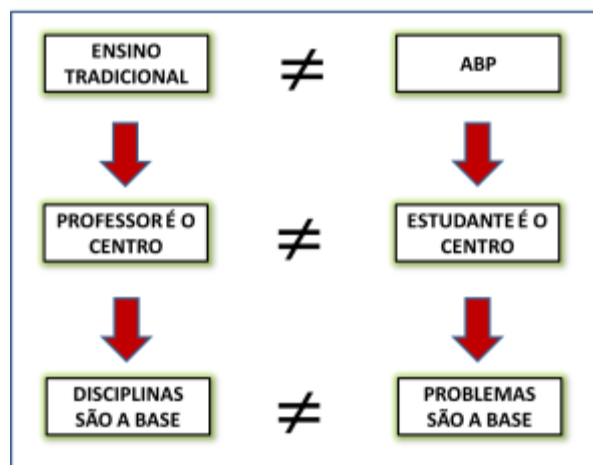 ENSINO
TRADICIONAL
≠
ABP
PROFESSOR É O
CENTRO
≠
ESTUDANTE É O
CENTRO
DISCIPLINAS
SÃO A BASE
≠
PROBLEMAS
SÃO A BASE